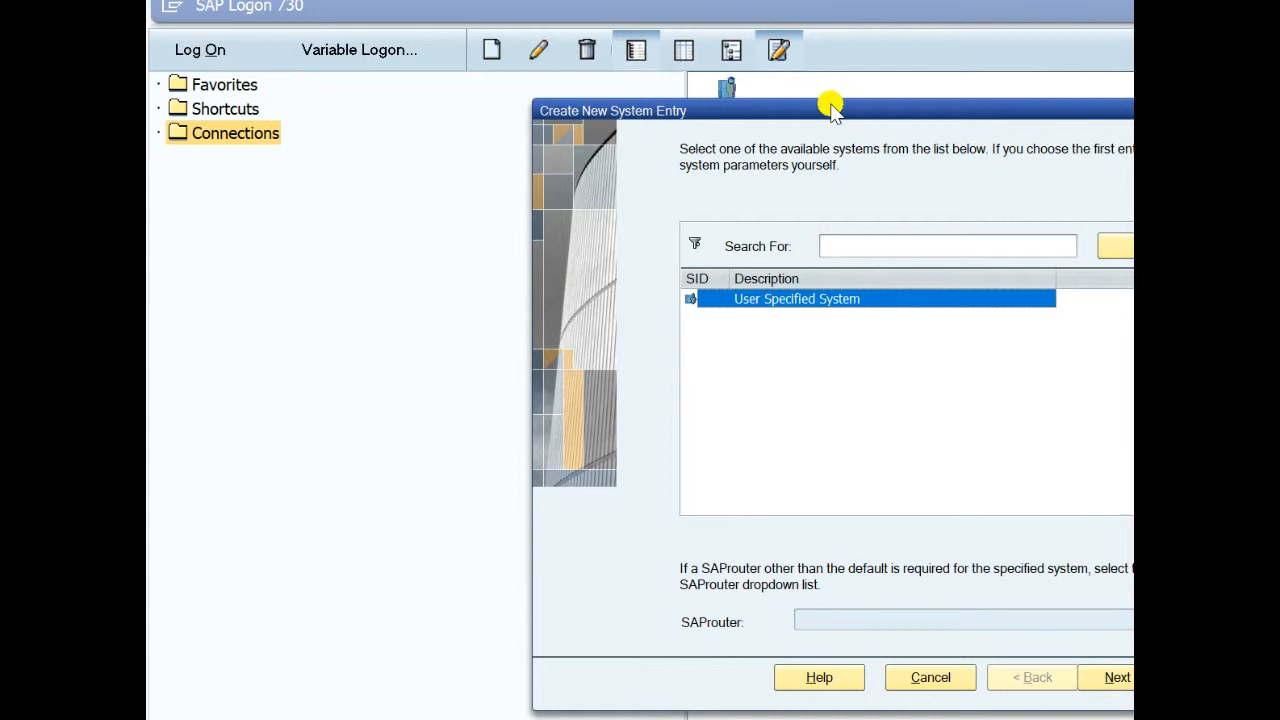 SAP Logon 730
Log On Variable Logon...
Favorites
Shortcuts
Connections
Create New System Entry
Select one of the available systems from the list below. If you choose the first
system parameters yourself.
Search For:
SID Description
User Specified System
If a SAProuter other than the default is required for the specified system, select
SAProuter dropdown list.
SAProuter:
Help Cancel < Back Next